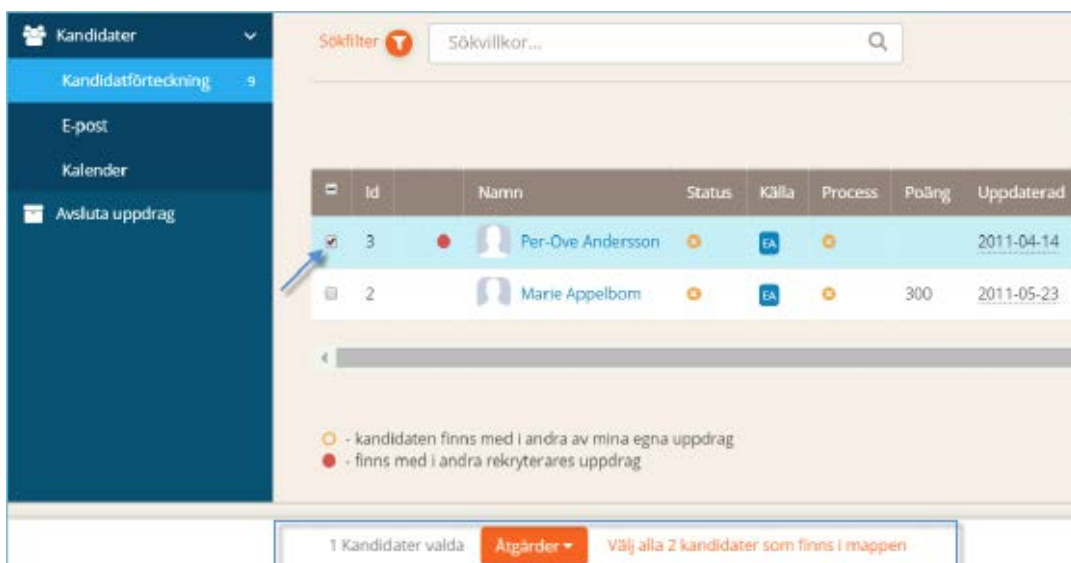 Kandidater
Kandidatförteckning 9
E-post
Kalender
Avsluta uppdrag
Sökfilter Sökvillkor...
Id Namn Status Källa Process Poäng Uppdaterad
3 Per-Ove Andersson EA 2011-04-14
2 Marie Appelbom EA 300 2011-05-23
- kandidaten finns med i andra av mina egna uppdrag
- finns med i andra rekryterares uppdrag
1 Kandidater valda Åtgärder Välj alla 2 kandidater som finns i mappen